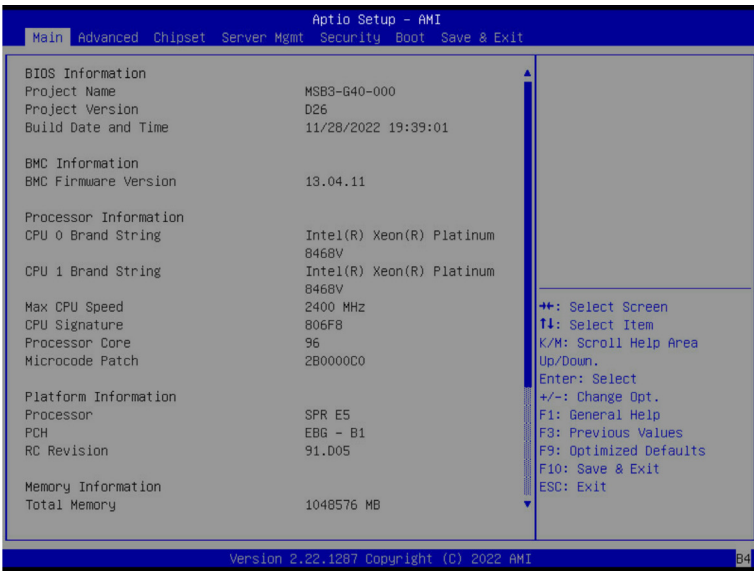 Aptio Setup – AMI
Main Advanced Chipset Server Mgmt Security Boot Save & Exit
BIOS Information
Project Name MSB3-G40-000
Project Version D26
Build Date and Time 11/28/2022 19:39:01
BMC Information
BMC Firmware Version 13.04.11
Processor Information
CPU 0 Brand String Intel(R) Xeon(R) Platinum
8468V
CPU 1 Brand String Intel(R) Xeon(R) Platinum
8468V
Max CPU Speed 2400 MHz
CPU Signature 806F8
Processor Core 96
Microcode Patch 2B0000C0
Platform Information
Processor SPR E5
PCH EBG - B1
RC Revision 91.D05
Memory Information
Total Memory 1048576 MB
→←: Select Screen
↑↓: Select Item
K/M: Scroll Help Area
Up/Down.
Enter: Select
+/-: Change Opt.
F1: General Help
F3: Previous Values
F9: Optimized Defaults
F10: Save & Exit
ESC: Exit
Version 2.22.1287 Copyright (C) 2022 AMI
B4